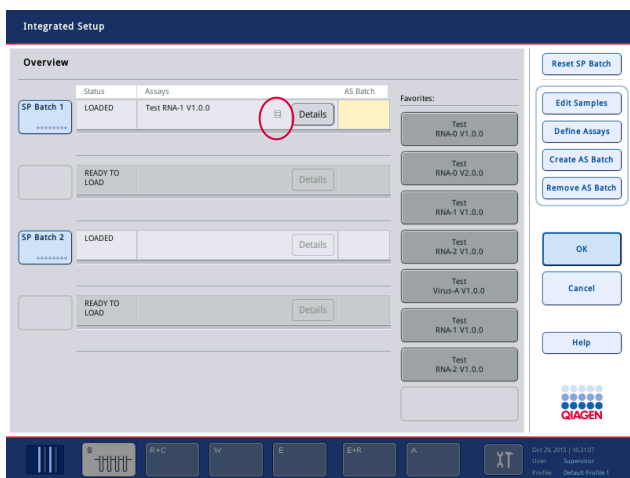 Integrated Setup
Overview
Reset SP Batch
Status Assays AS Batch
Favorites:
SP Batch 1 LOADED Test RNA-1 V1.0.0 Details
Edit Samples
Define Assays
Create AS Batch
Remove AS Batch
Test
RNA-0 V1.0.0
READY TO
LOAD Details
Test
RNA-0 V2.0.0
Test
RNA-1 V1.0.0
SP Batch 2 LOADED Details
Test
RNA-2 V1.0.0
OK
Test
Virus-A V1.0.0
Cancel
READY TO
LOAD Details
Test
RNA-1 V1.0.0
Help
Test
RNA-2 V1.0.0
QIAGEN
S R+C W E E+R A
Oct 29, 2015 | 16:31:07
User: Supervisor
Profile: Default Profile 1